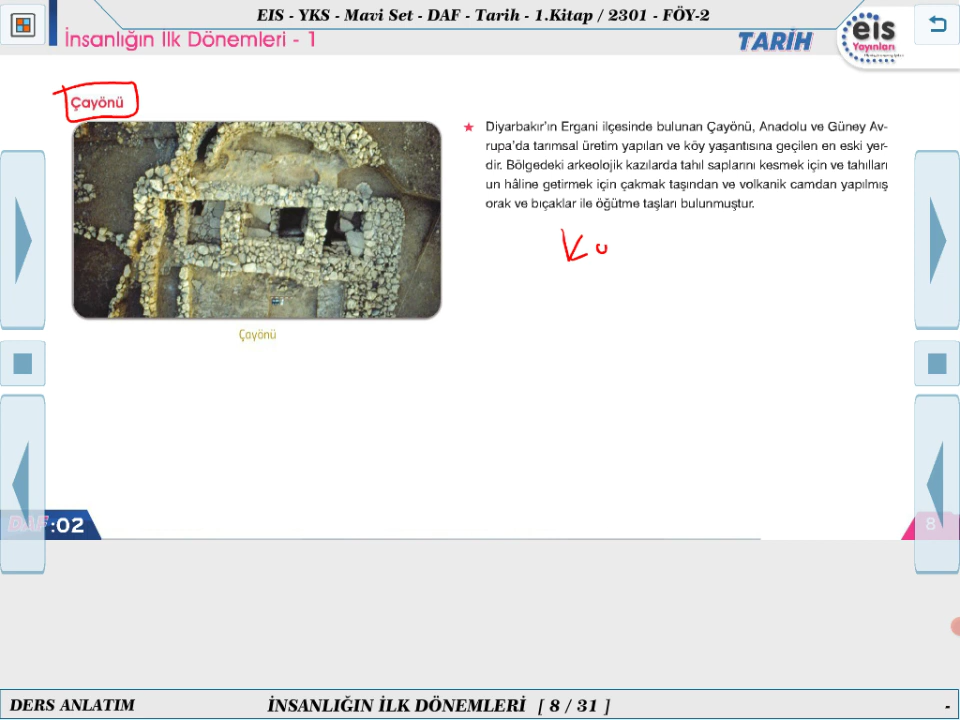 EIS - YKS - Mavi Set - DAF - Tarih - 1.Kitap / 2301 - FÖY-2
İnsanlığın İlk Dönemleri - 1
TARİH
eis
Yayınları
Çayönü
★ Diyarbakır'ın Ergani ilçesinde bulunan Çayönü, Anadolu ve Güney Av-
rupa'da tarımsal üretim yapılan ve köy yaşantısına geçilen en eski yer-
dir. Bölgedeki arkeolojik kazılarda tahıl saplarını kesmek için ve tahılları
un hâline getirmek için çakmak taşından ve volkanik camdan yapılmış
orak ve bıçaklar ile öğütme taşları bulunmuştur.
Çayönü
DAF :02
8
DERS ANLATIM
İNSANLIĞIN İLK DÖNEMLERİ [ 8 / 31 ]
-